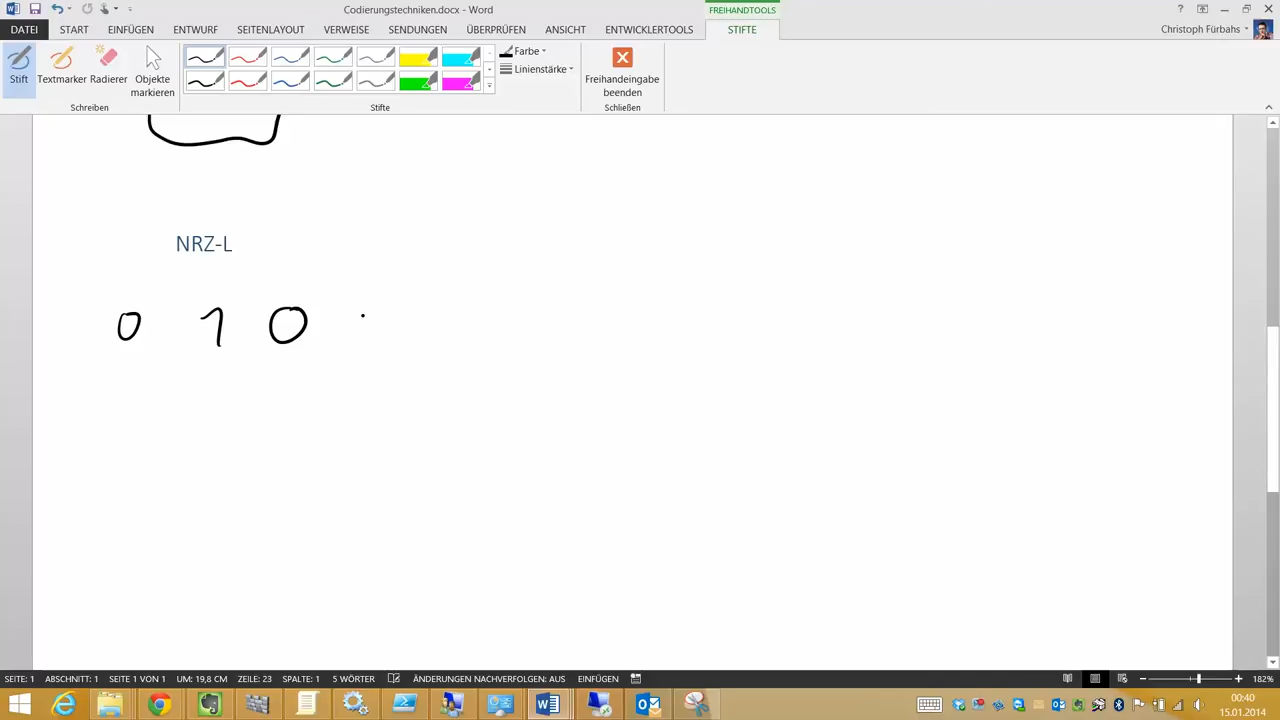 Codierungstechniken.docx - Word
FREIHANDTOOLS
DATEI START EINFÜGEN ENTWURF SEITENLAYOUT VERWEISE SENDUNGEN ÜBERPRÜFEN ANSICHT ENTWICKLERTOOLS STIFTE
Christoph Fürbahs
Stift Textmarker Radierer Objekte markieren
Farbe
Linienstärke
Freihandeingabe beenden
Schreiben Stifte Schließen
NRZ-L
0 1 0
SEITE: 1 ABSCHNITT: 1 SEITE 1 VON 1 UM: 19,8 CM ZEILE: 23 SPALTE: 1 5 WÖRTER ÄNDERUNGEN NACHVERFOLGEN: AUS EINFÜGEN 182%
00:40
15.01.2014